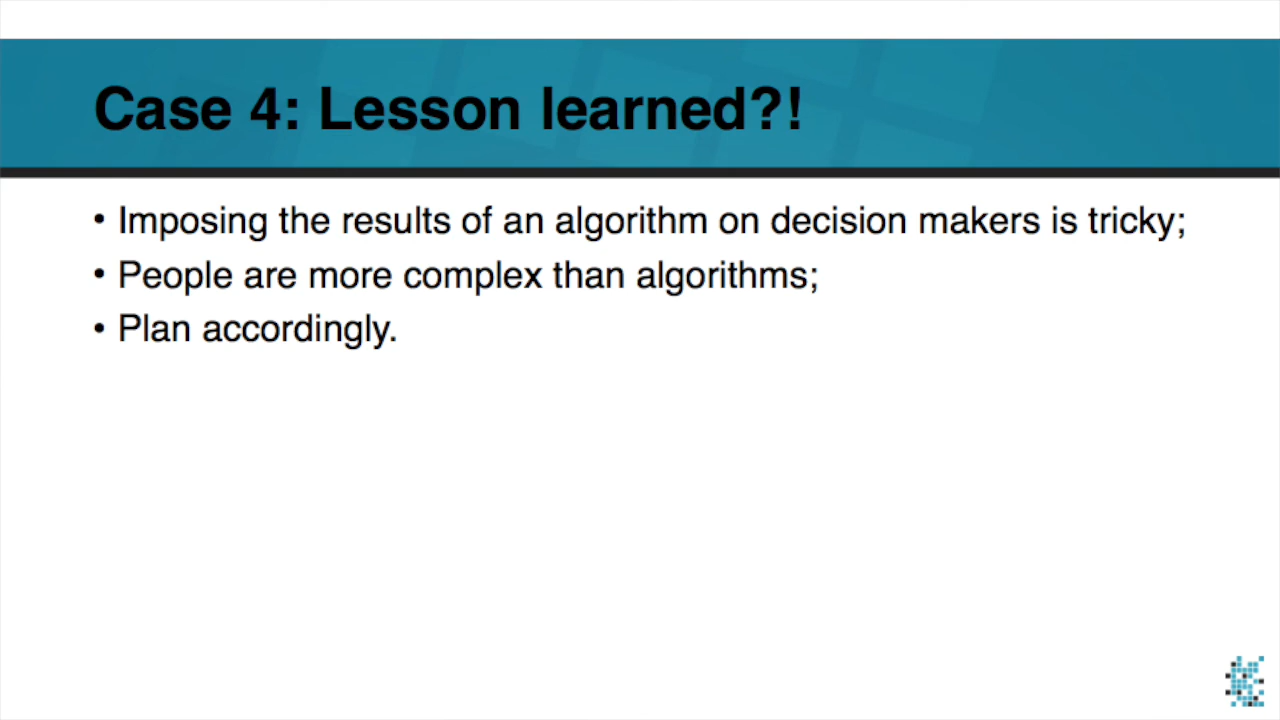 Case 4: Lesson learned?!
• Imposing the results of an algorithm on decision makers is tricky;
• People are more complex than algorithms;
• Plan accordingly.